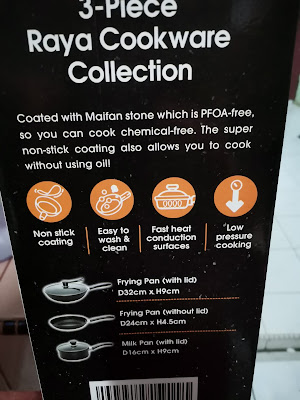 3-Piece
Raya Cookware
Collection
Coated with Maifan stone which is PFOA-free,
so you can cook chemical-free. The super
non-stick coating also allows you to cook
without using oil!
Non stick
coating
Easy to
wash &
clean
Fast heat
conduction
surfaces
Low
pressure
cooking
Frying Pan (with lid)
D32cm x H9cm
Frying Pan (without lid)
D24cm x H4.5cm
Milk Pan (with lid)
D16cm x H9cm